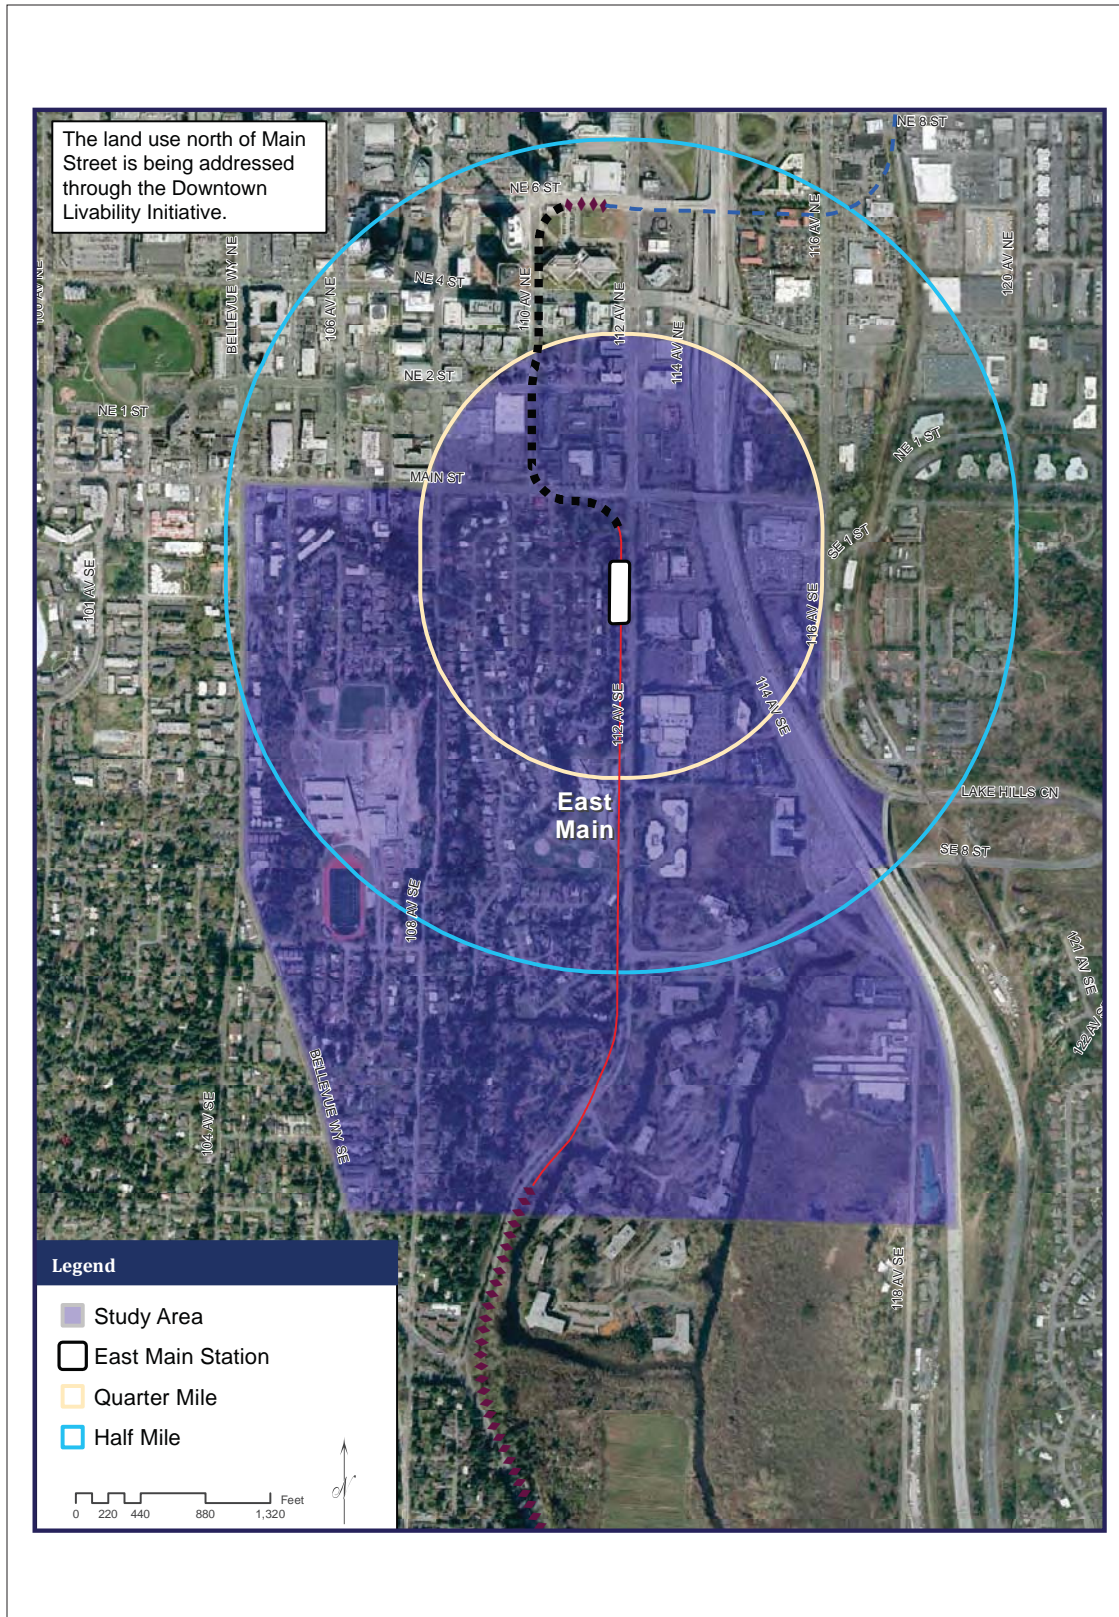 The land use north of Main
Street is being addressed
through the Downtown
Livability Initiative.
NE 8 ST
NE 6 ST
116 AV NE
120 AV NE
BELLEVUE WY NE
106 AV NE
NE 4 ST
110 AV NE
112 AV NE
114 AV NE
NE 2 ST
NE 1 ST
NE 1 ST
MAIN ST
SE 1 ST
101 AV SE
116 AV SE
114 AV SE
112 AV SE
East
Main
LAKE HILLS CN
SE 8 ST
108 AV SE
121 AV SE
BELLEVUE WY SE
104 AV SE
118 AV SE
Legend
Study Area
East Main Station
Quarter Mile
Half Mile
Feet
0 220 440 880 1,320
N